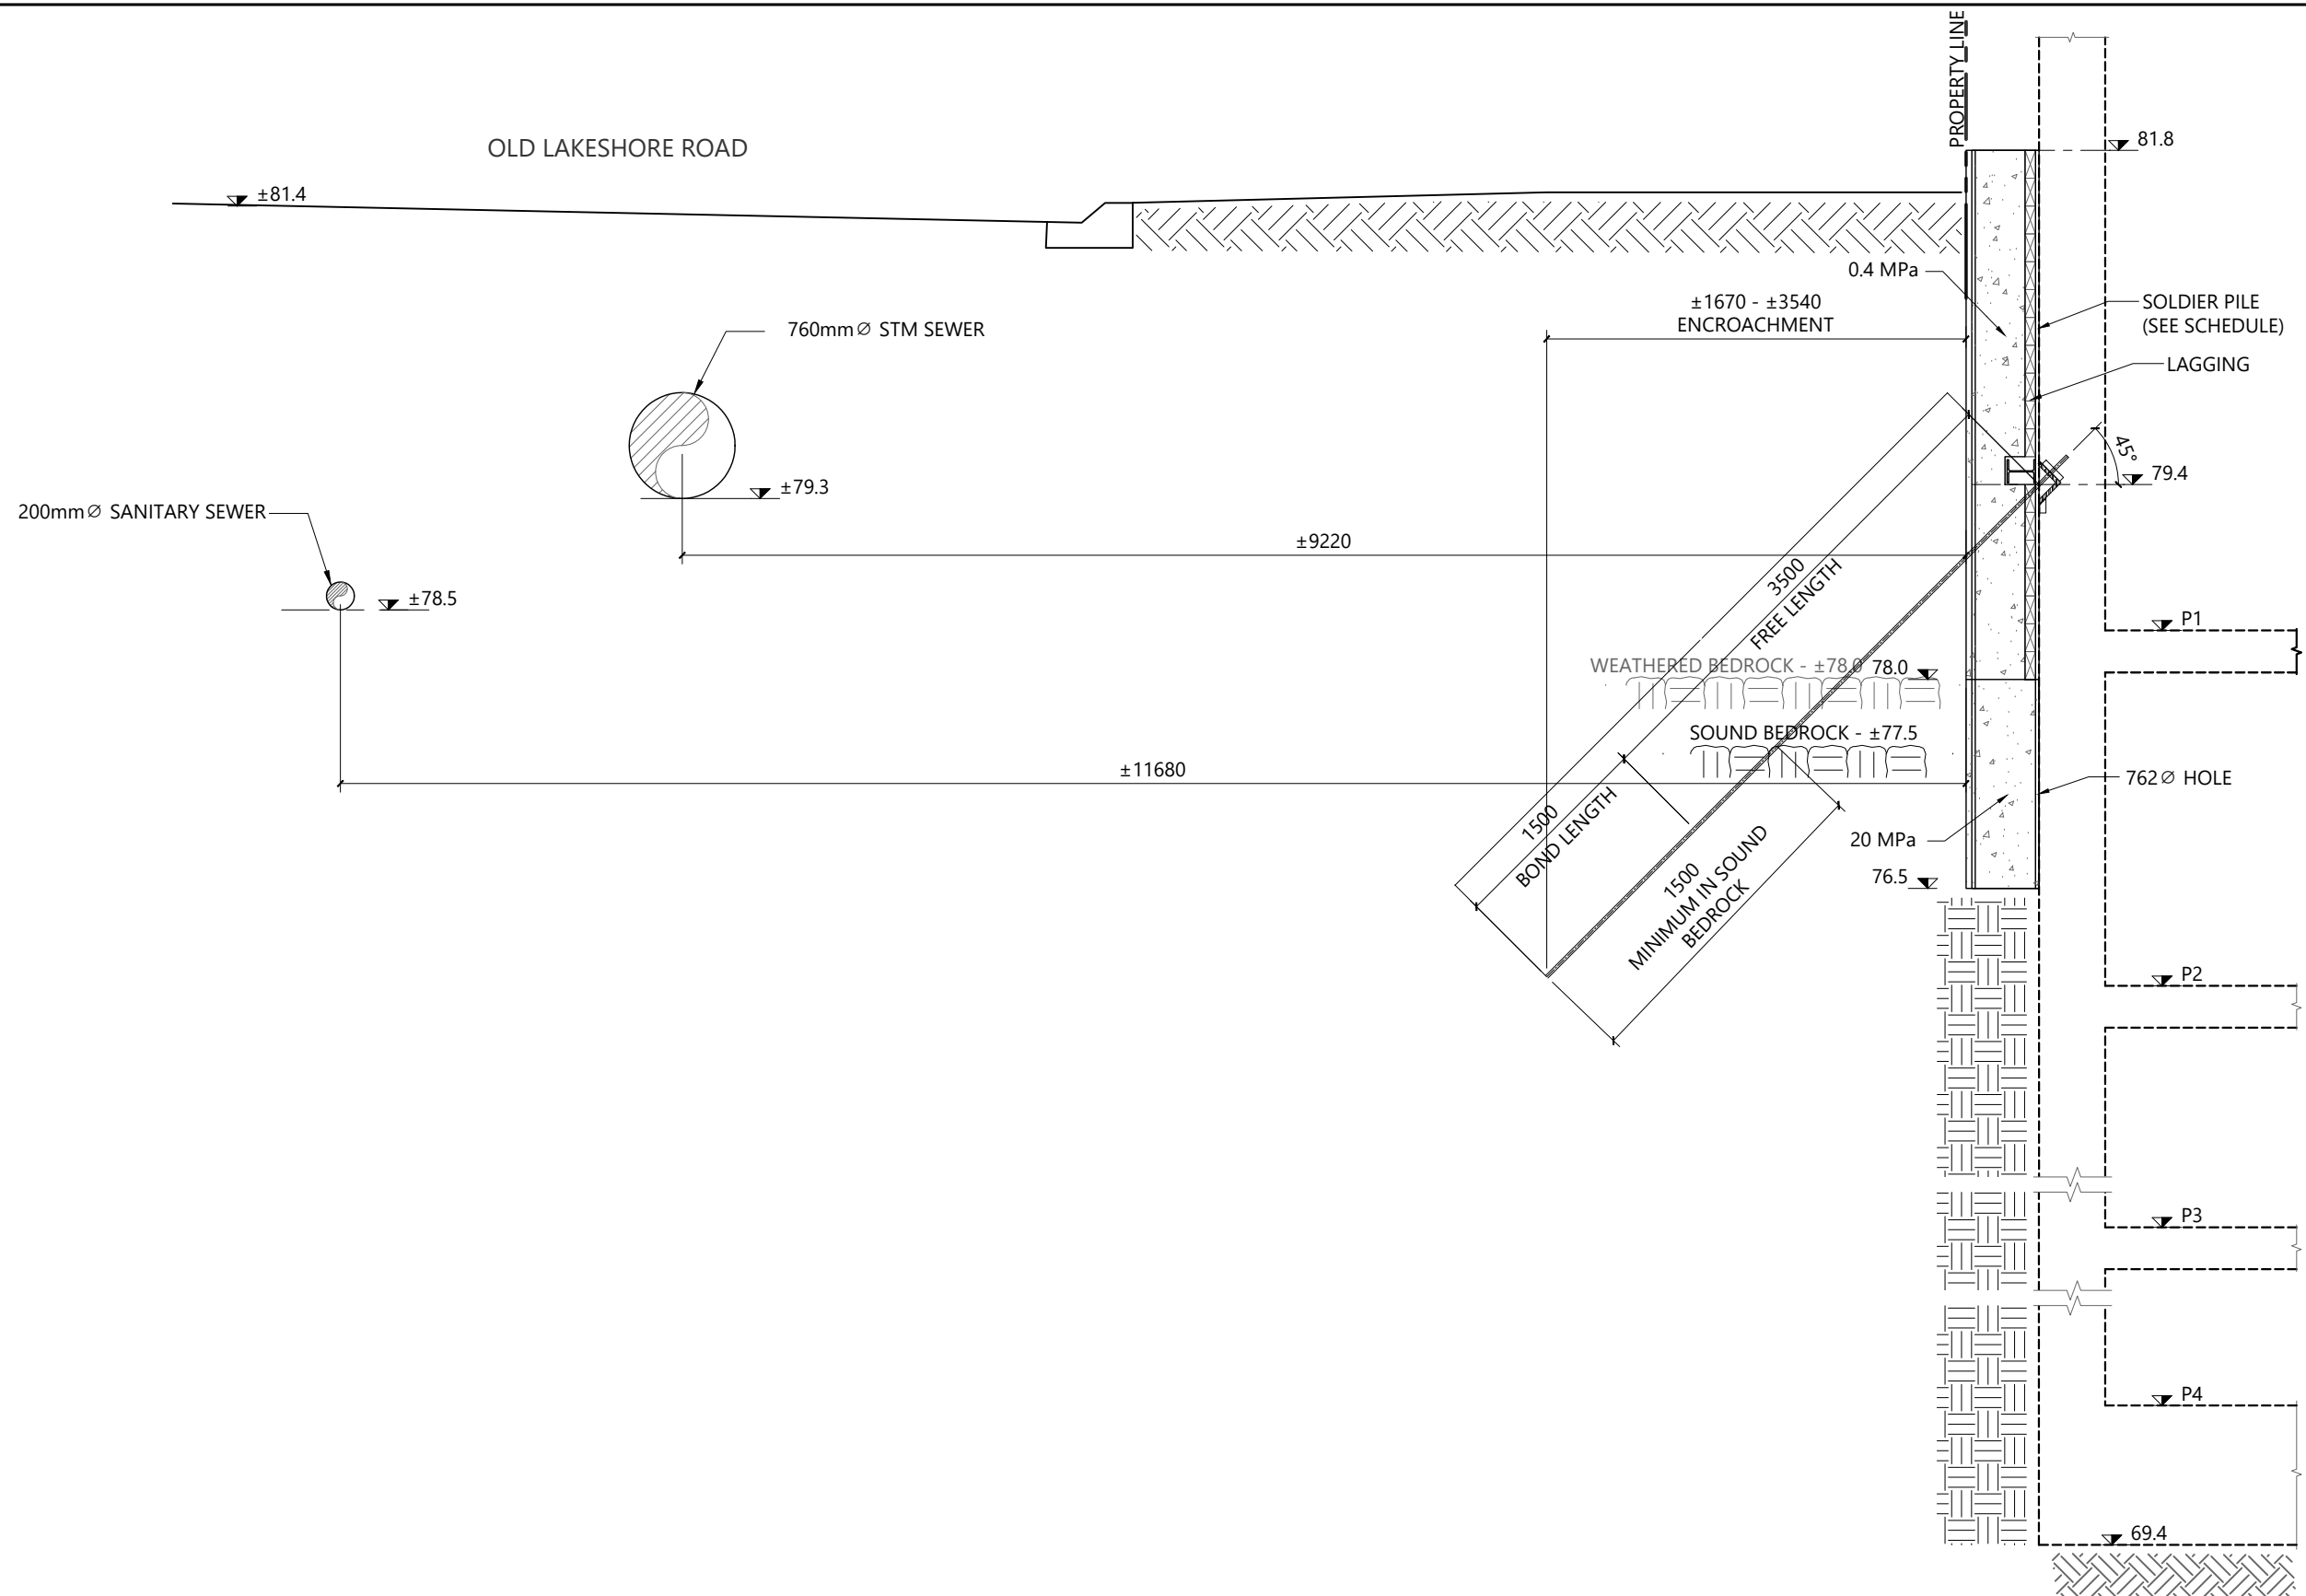 PROPERTY LINE
81.8
OLD LAKESHORE ROAD
±81.4
0.4 MPa
±1670 - ±3540
ENCROACHMENT
SOLDIER PILE
(SEE SCHEDULE)
760mm∅ STM SEWER
LAGGING
45°
79.4
±79.3
200mm∅ SANITARY SEWER
±9220
3500
FREE LENGTH
±78.5
P1
WEATHERED BEDROCK - ±78.0
78.0
SOUND BEDROCK - ±77.5
±11680
762∅ HOLE
1500
BOND LENGTH
20 MPa
1500
MINIMUM IN SOUND
BEDROCK
76.5
P2
P3
P4
69.4